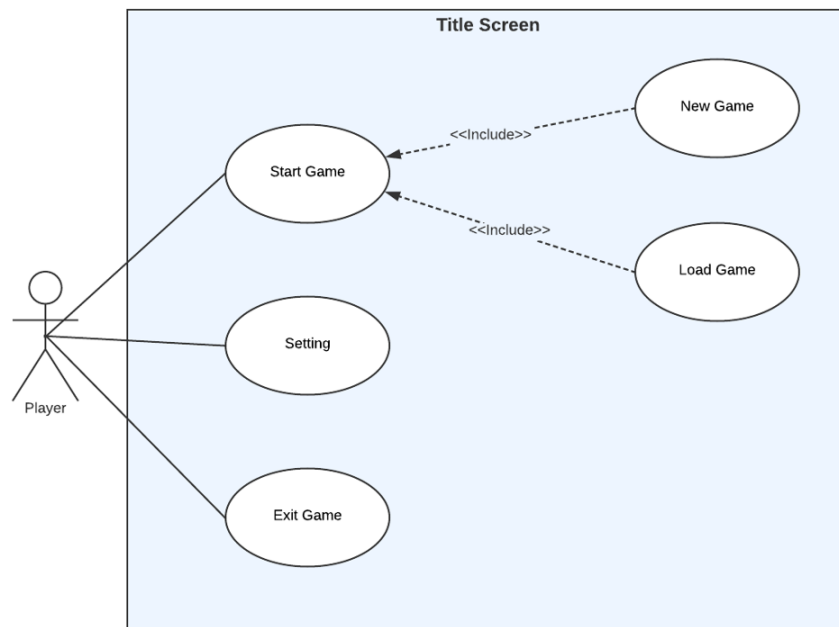 Title Screen
New Game
<<Include>>
Start Game
<<Include>>
Load Game
Setting
Player
Exit Game